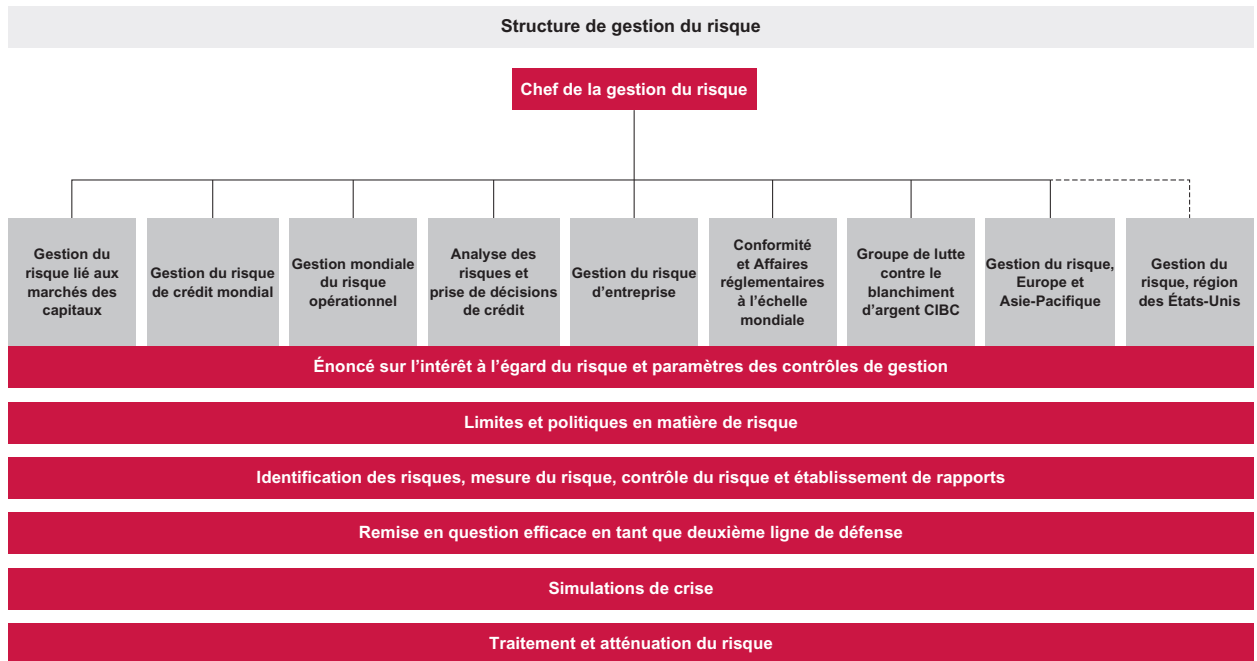 Structure de gestion du risque
Chef de la gestion du risque
Gestion du
risque lié aux
marchés des
capitaux
Gestion du risque
de crédit mondial
Gestion mondiale
du risque
opérationnel
Analyse des
risques et
prise de décisions
de crédit
Gestion du risque
d’entreprise
Conformité
et Affaires
réglementaires
à l’échelle
mondiale
Groupe de lutte
contre le
blanchiment
d’argent CIBC
Gestion du risque,
Europe et
Asie-Pacifique
Gestion du
risque, région
des États-Unis
Énoncé sur l’intérêt à l’égard du risque et paramètres des contrôles de gestion
Limites et politiques en matière de risque
Identification des risques, mesure du risque, contrôle du risque et établissement de rapports
Remise en question efficace en tant que deuxième ligne de défense
Simulations de crise
Traitement et atténuation du risque